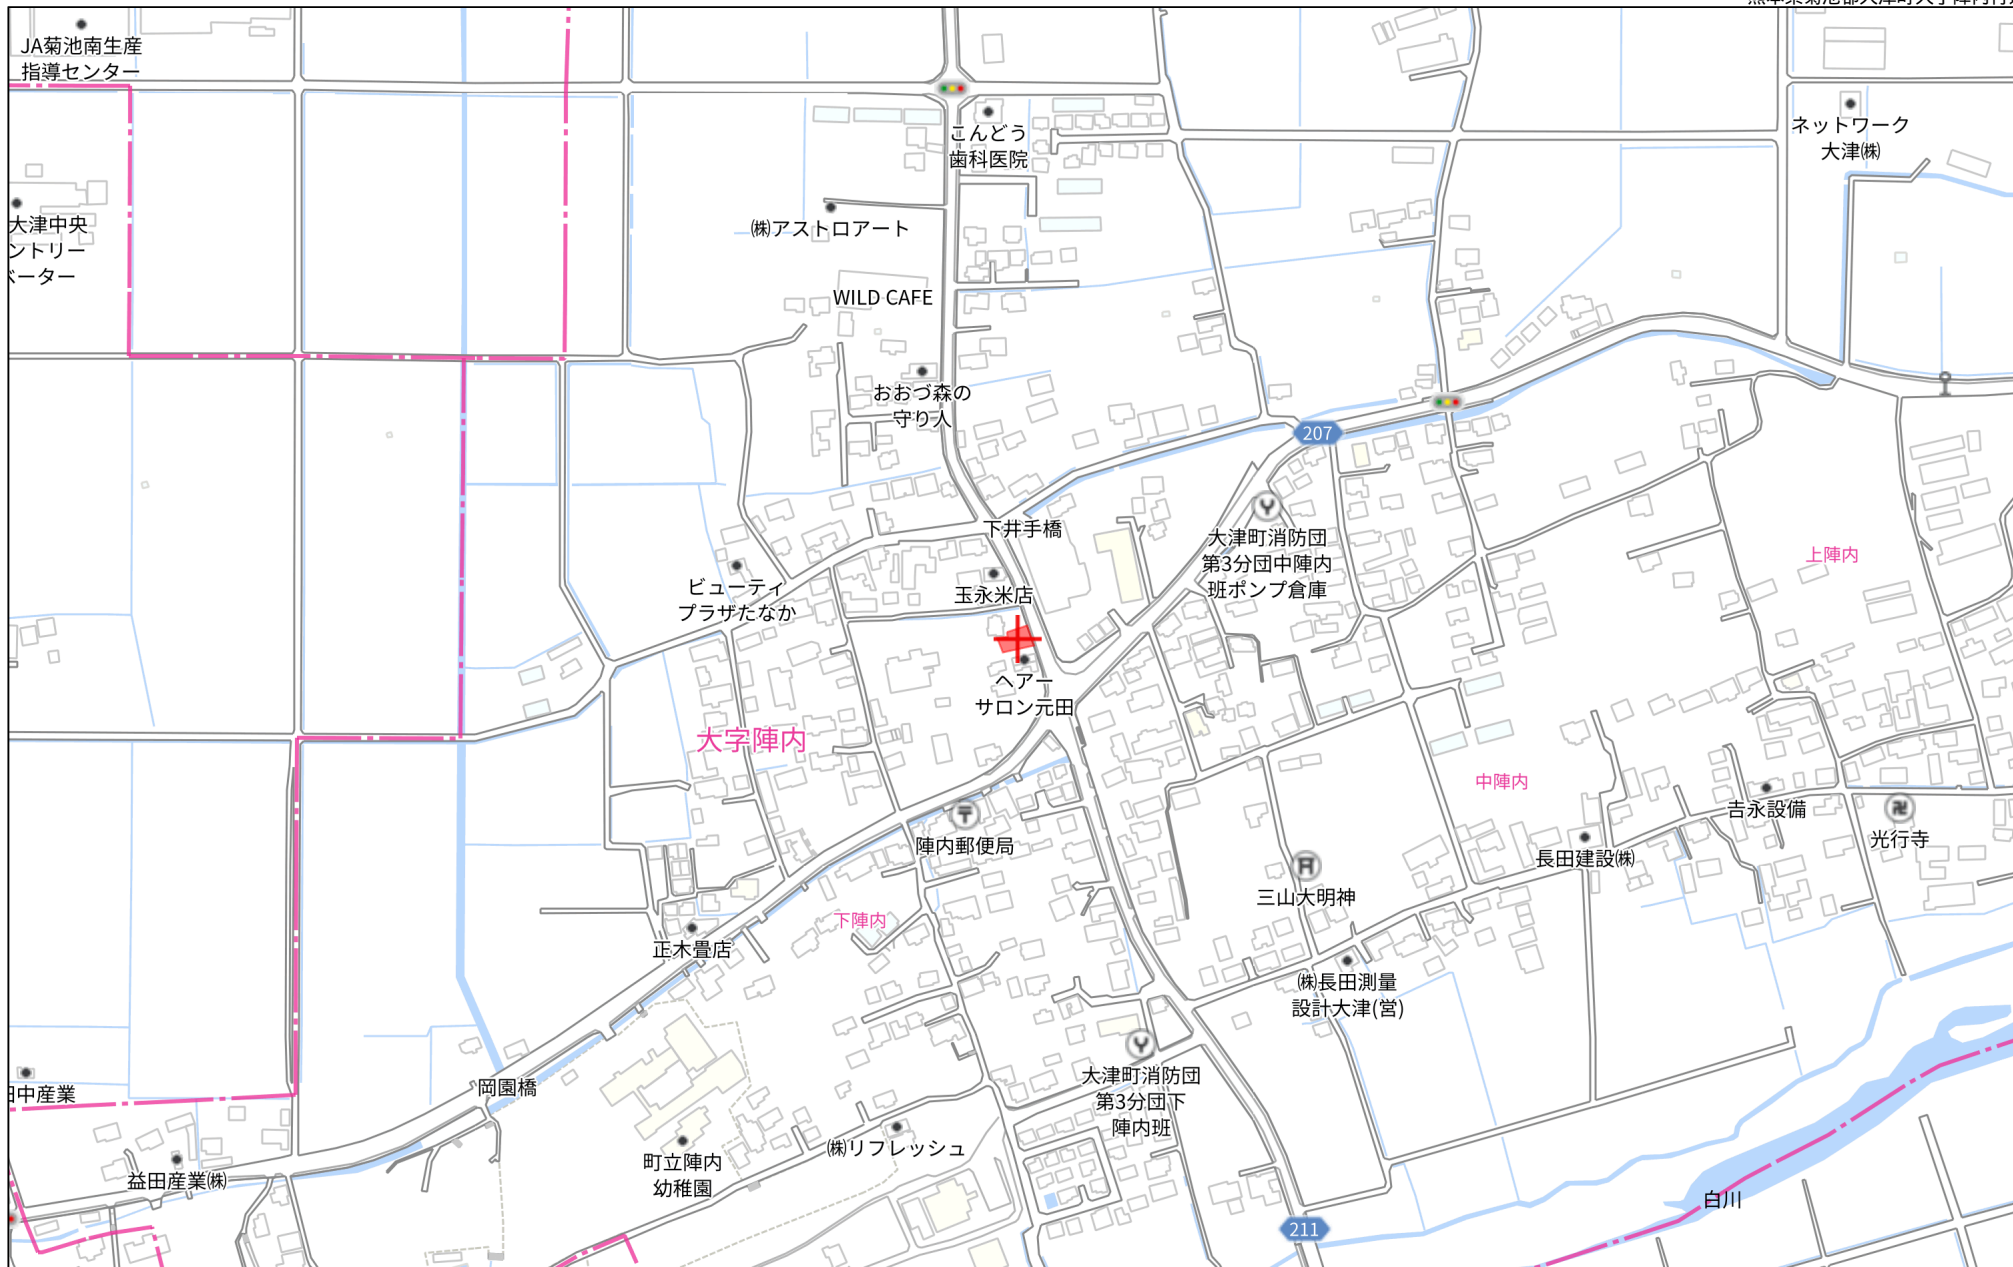 JA菊池南生産
指導センター
こんどう
歯科医院
ネットワーク
大津㈱
大津中央
ントリー
ベーター
㈱アストロアート
WILD CAFE
おおづ森の
守り人
207
下井手橋
大津町消防団
第3分団中陣内
班ポンプ倉庫
上陣内
ビューティ
プラザたなか
玉永米店
ヘアー
サロン元田
大字陣内
中陣内
吉永設備
光行寺
陣内郵便局
長田建設㈱
三山大明神
下陣内
正木畳店
㈱長田測量
設計大津(営)
岡園橋
田中産業
大津町消防団
第3分団下
陣内班
㈱リフレッシュ
町立陣内
幼稚園
益田産業㈱
白川
211